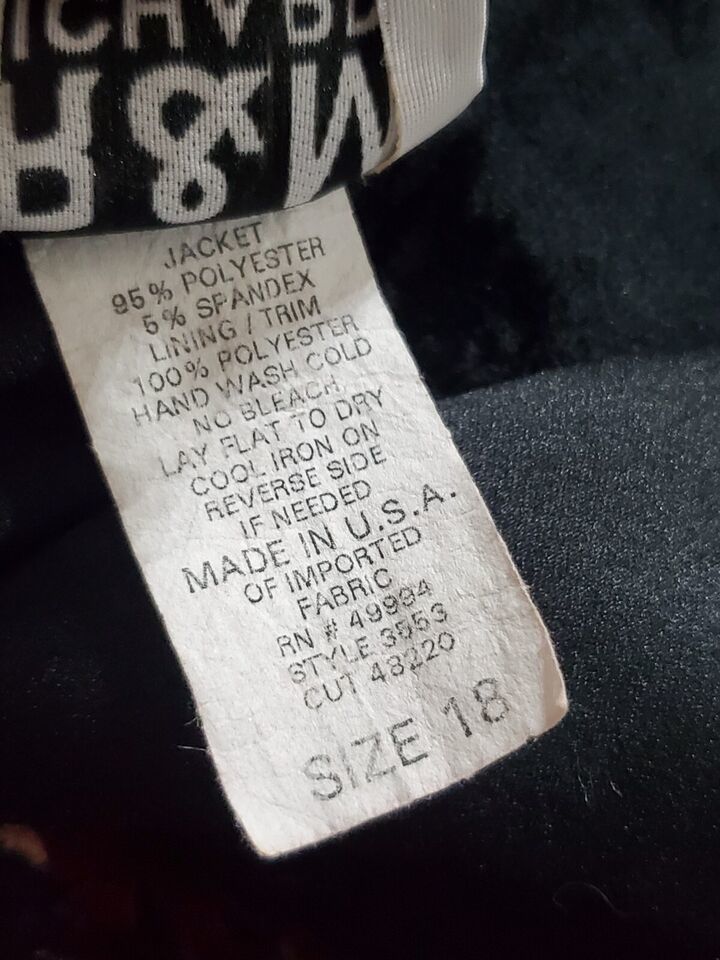 M&R
JACKET
95% POLYESTER
5% SPANDEX
LINING / TRIM
100% POLYESTER
HAND WASH COLD
NO BLEACH
LAY FLAT TO DRY
COOL IRON ON
REVERSE SIDE
IF NEEDED
MADE IN U.S.A.
OF IMPORTED
FABRIC
RN # 49994
STYLE 3553
CUT 48220
SIZE 18